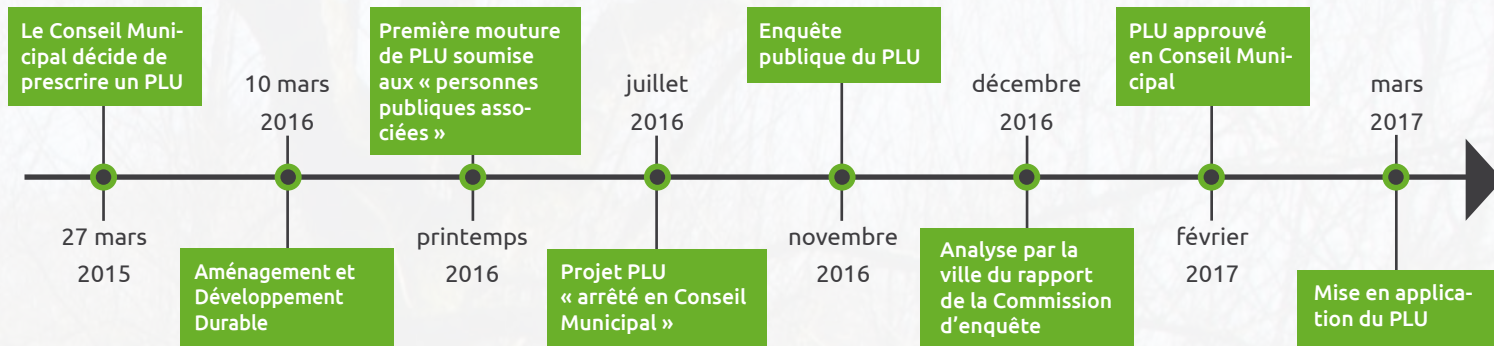 Le Conseil Muni-
cipal décide de
prescrire un PLU
27 mars
2015
10 mars
2016
Aménagement et
Développement
Durable
Première mouture
de PLU soumise
aux « personnes
publiques asso-
ciées »
printemps
2016
juillet
2016
Projet PLU
« arrêté en Conseil
Municipal »
Enquête
publique du PLU
novembre
2016
décembre
2016
Analyse par la
ville du rapport
de la Commission
d'enquête
PLU approuvé
en Conseil Muni-
cipal
février
2017
mars
2017
Mise en applica-
tion du PLU